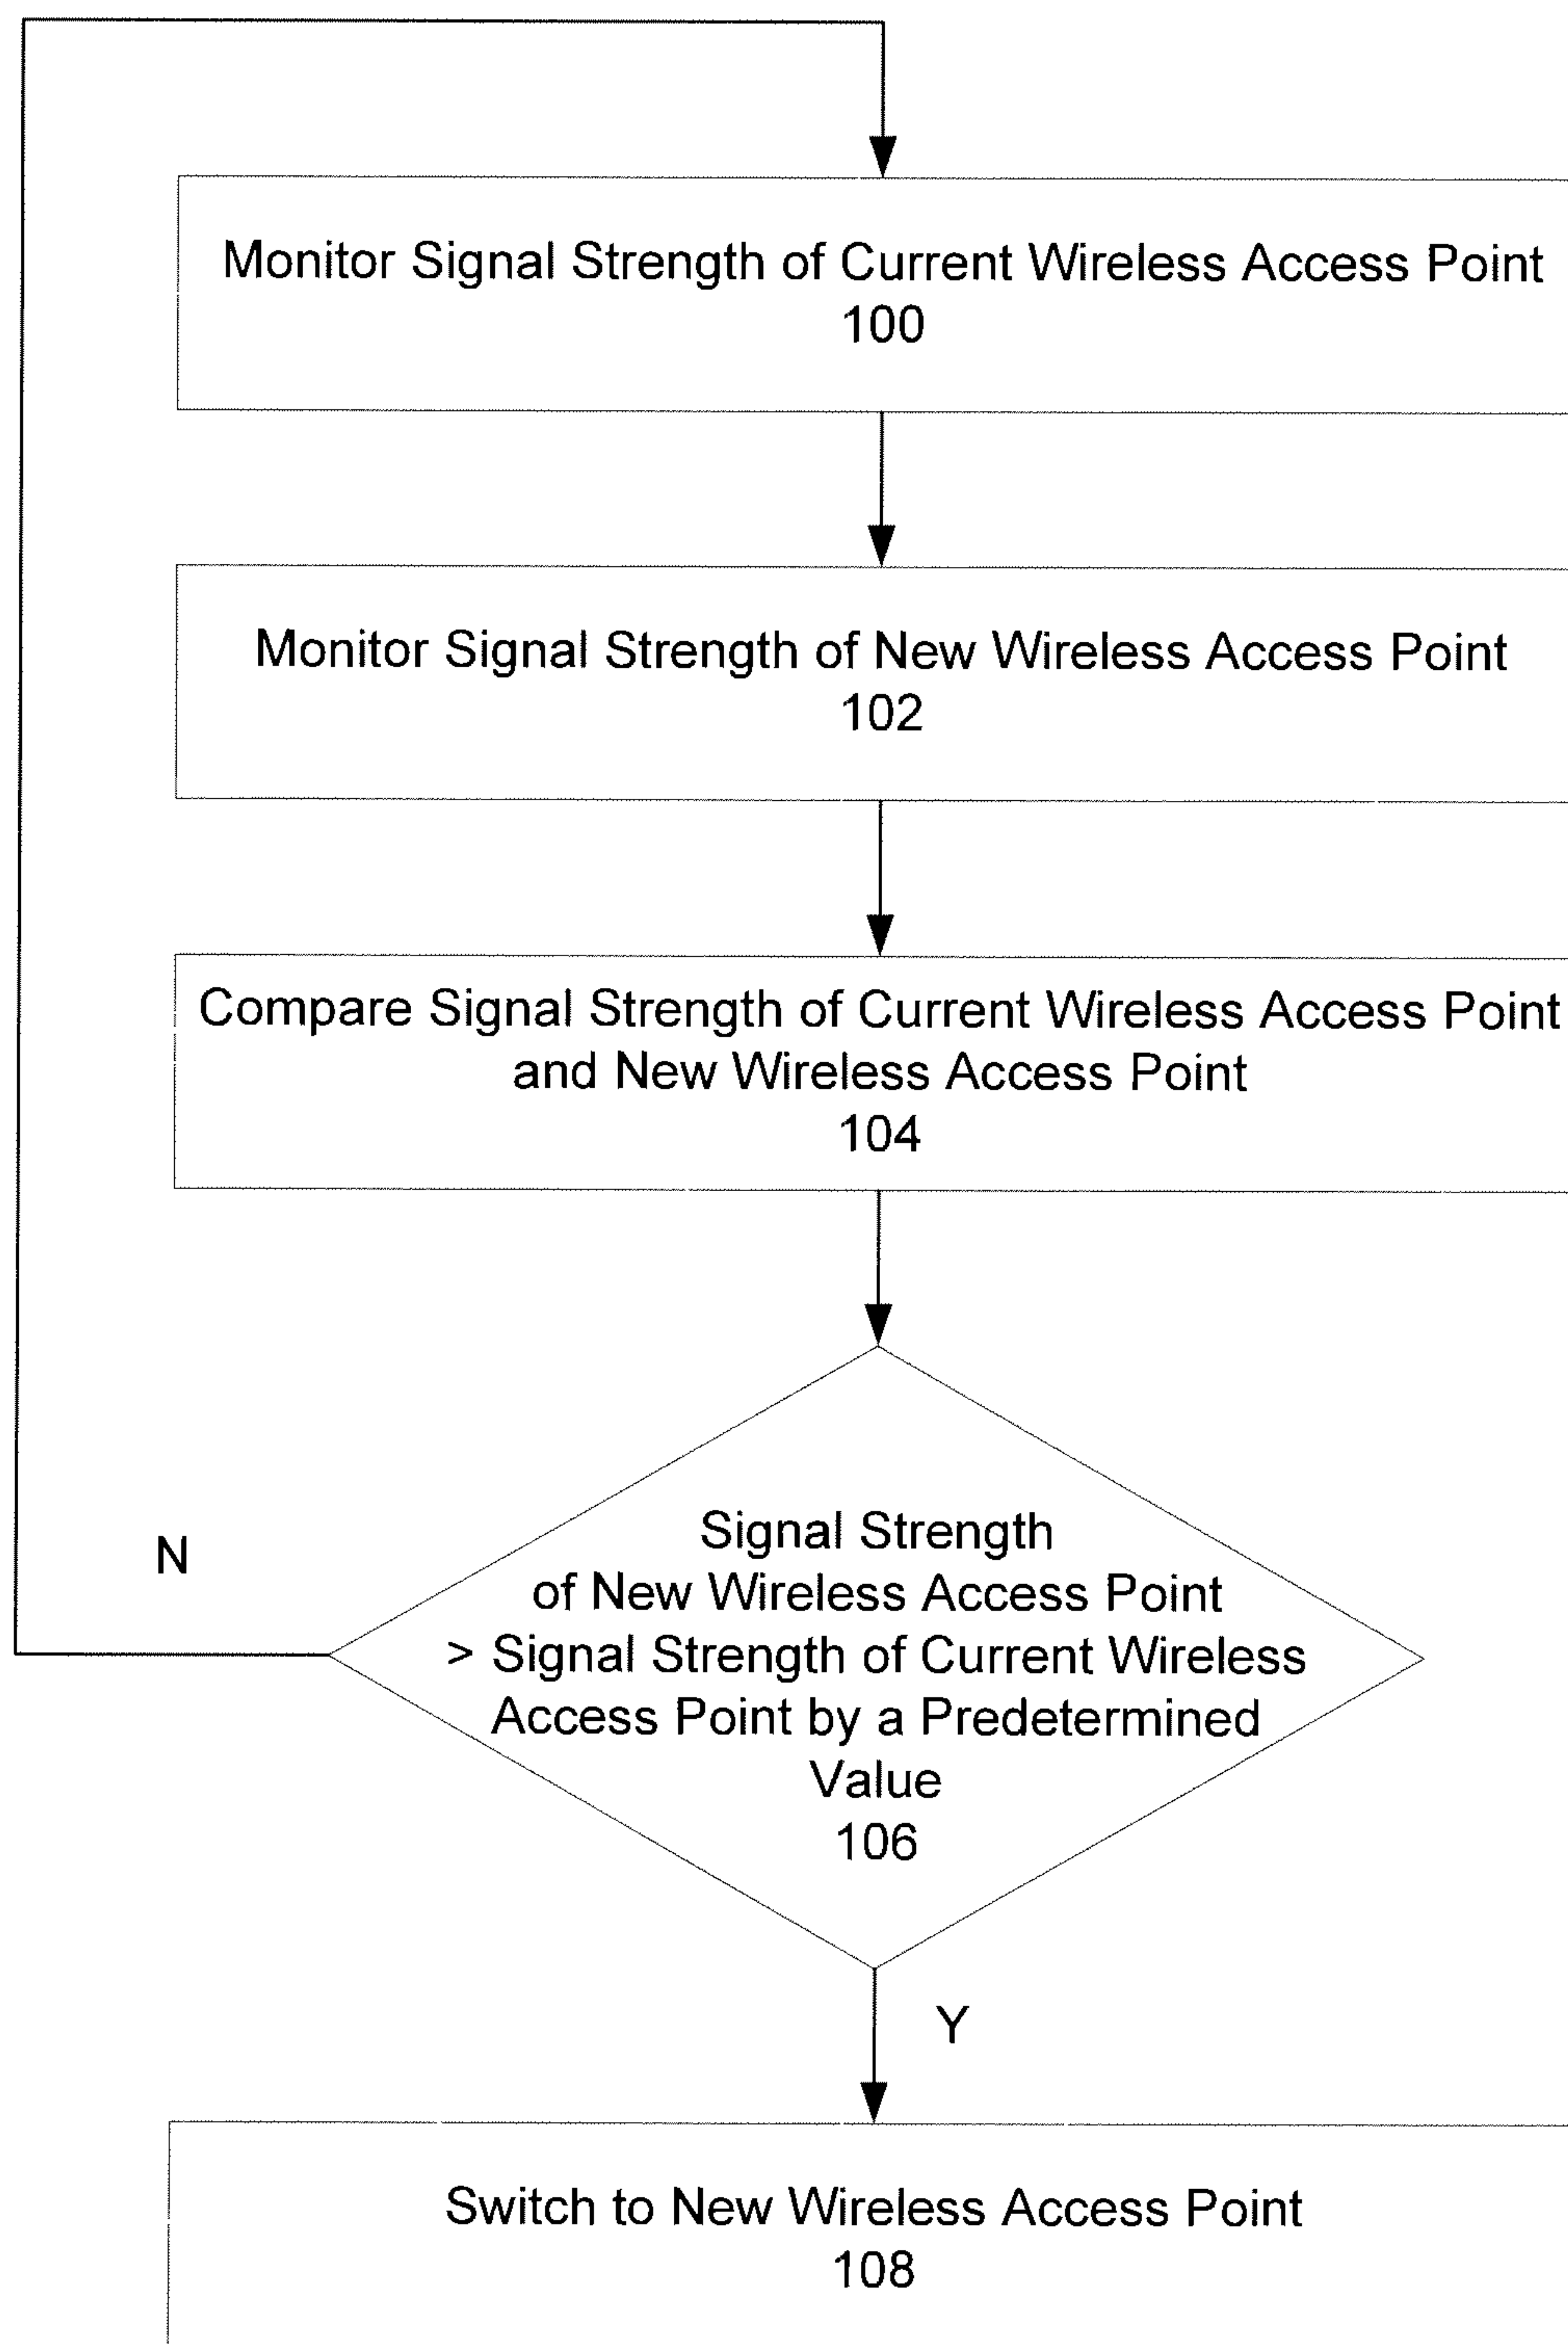 Monitor Signal Strength of Current Wireless Access Point
100
Monitor Signal Strength of New Wireless Access Point
102
Compare Signal Strength of Current Wireless Access Point
and New Wireless Access Point
104
N
Signal Strength
of New Wireless Access Point
> Signal Strength of Current Wireless
Access Point by a Predetermined
Value
106
Y
Switch to New Wireless Access Point
108